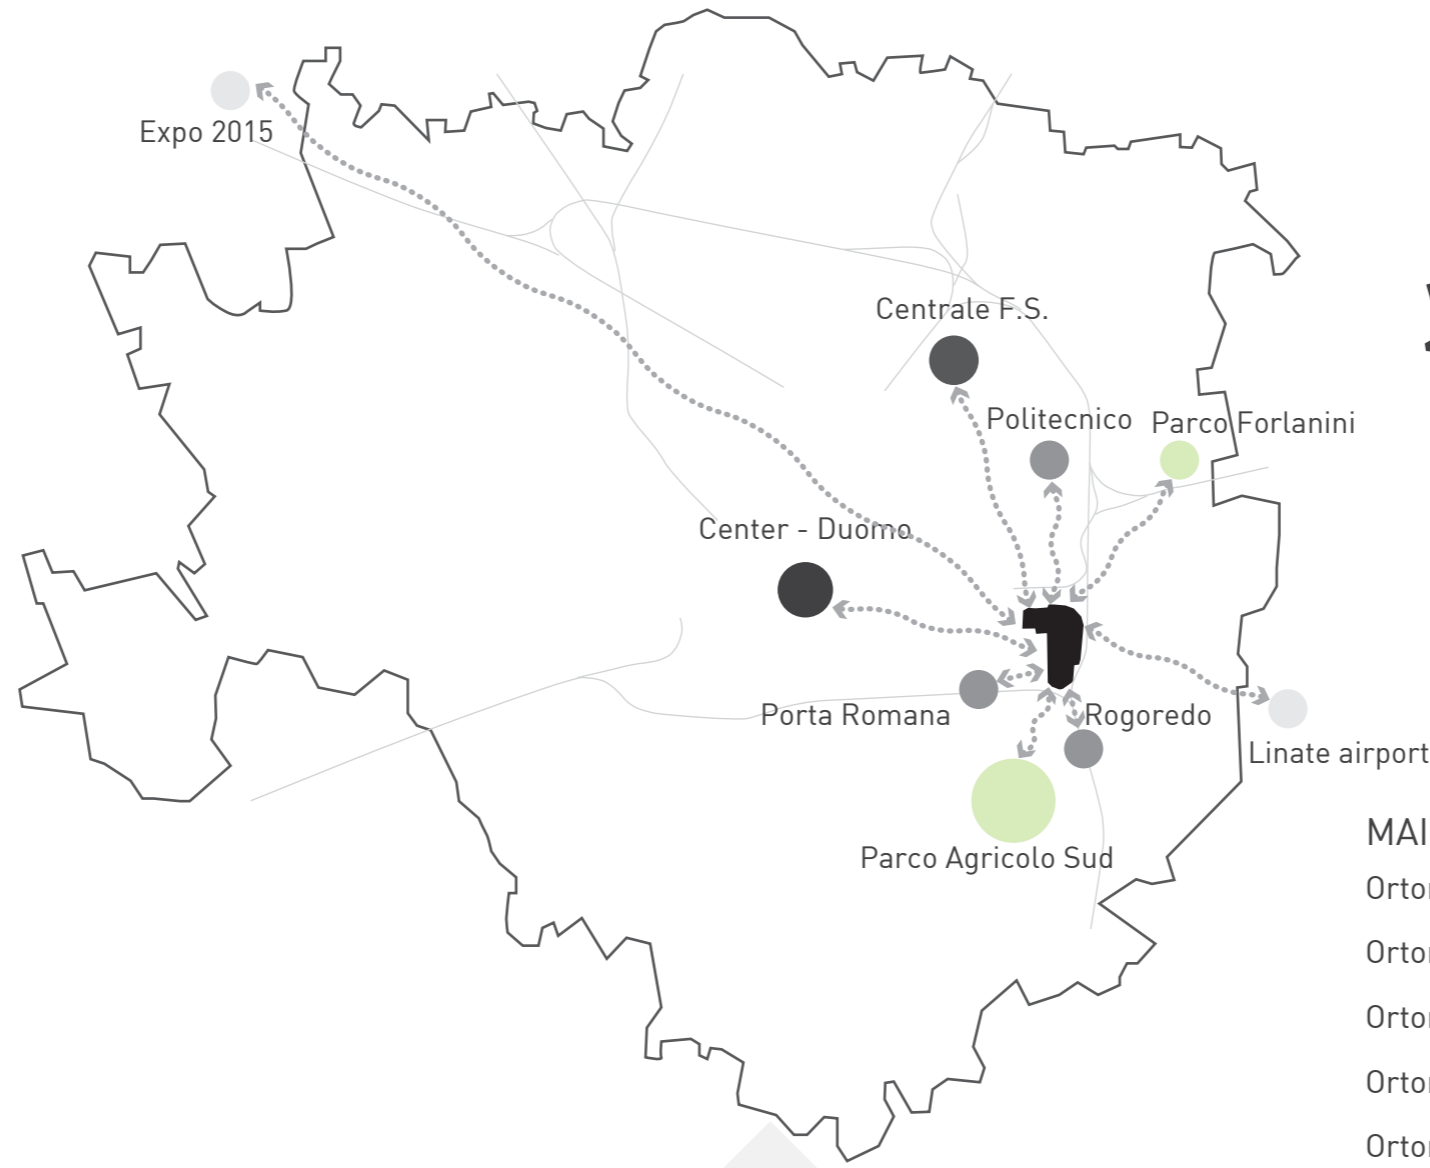 Expo 2015
Centrale F.S.
Politecnico
Parco Forlanini
Center - Duomo
Porta Romana
Rogoredo
Linate airport
Parco Agricolo Sud